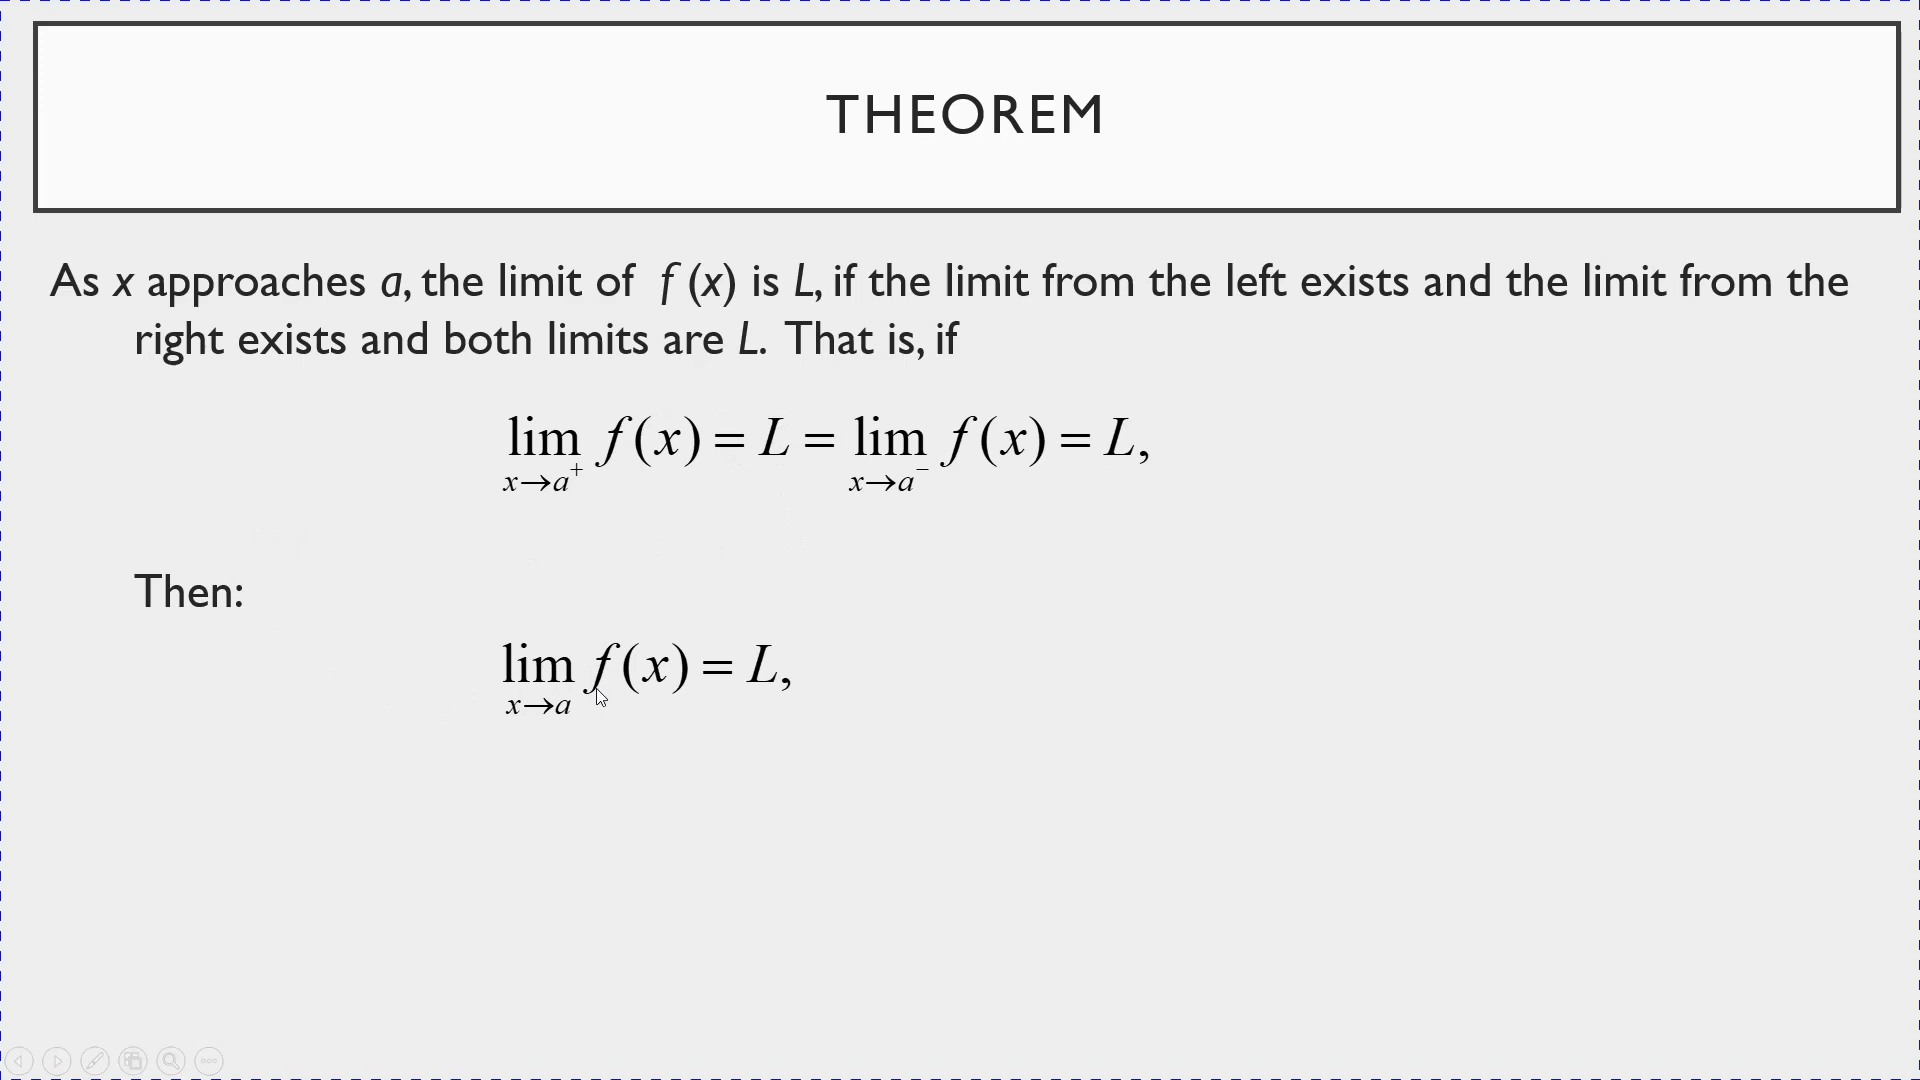 THEOREM
As x approaches a, the limit of f (x) is L, if the limit from the left exists and the limit from the
right exists and both limits are L. That is, if
lim f(x) = L = lim f(x) = L,
x→a⁺ x→a⁻
Then:
lim f(x) = L,
x→a